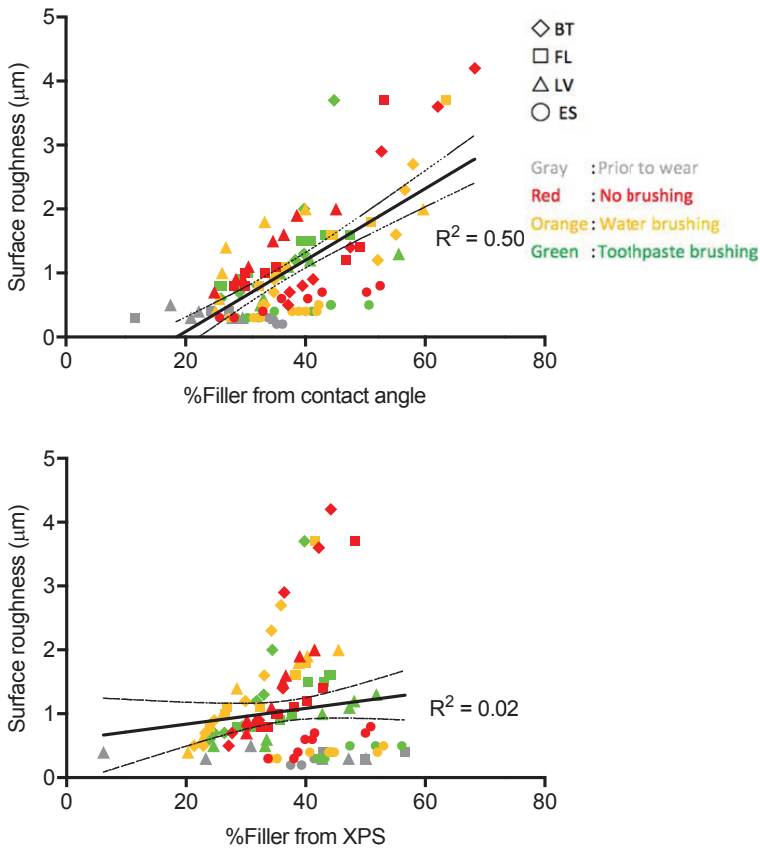 5
4
3
2
1
0
Surface roughness (μm)
0 20 40 60 80
%Filler from contact angle
R² = 0.50
BT
FL
LV
ES
Gray : Prior to wear
Red : No brushing
Orange : Water brushing
Green : Toothpaste brushing
5
4
3
2
1
0
Surface roughness (μm)
0 20 40 60 80
%Filler from XPS
R² = 0.02